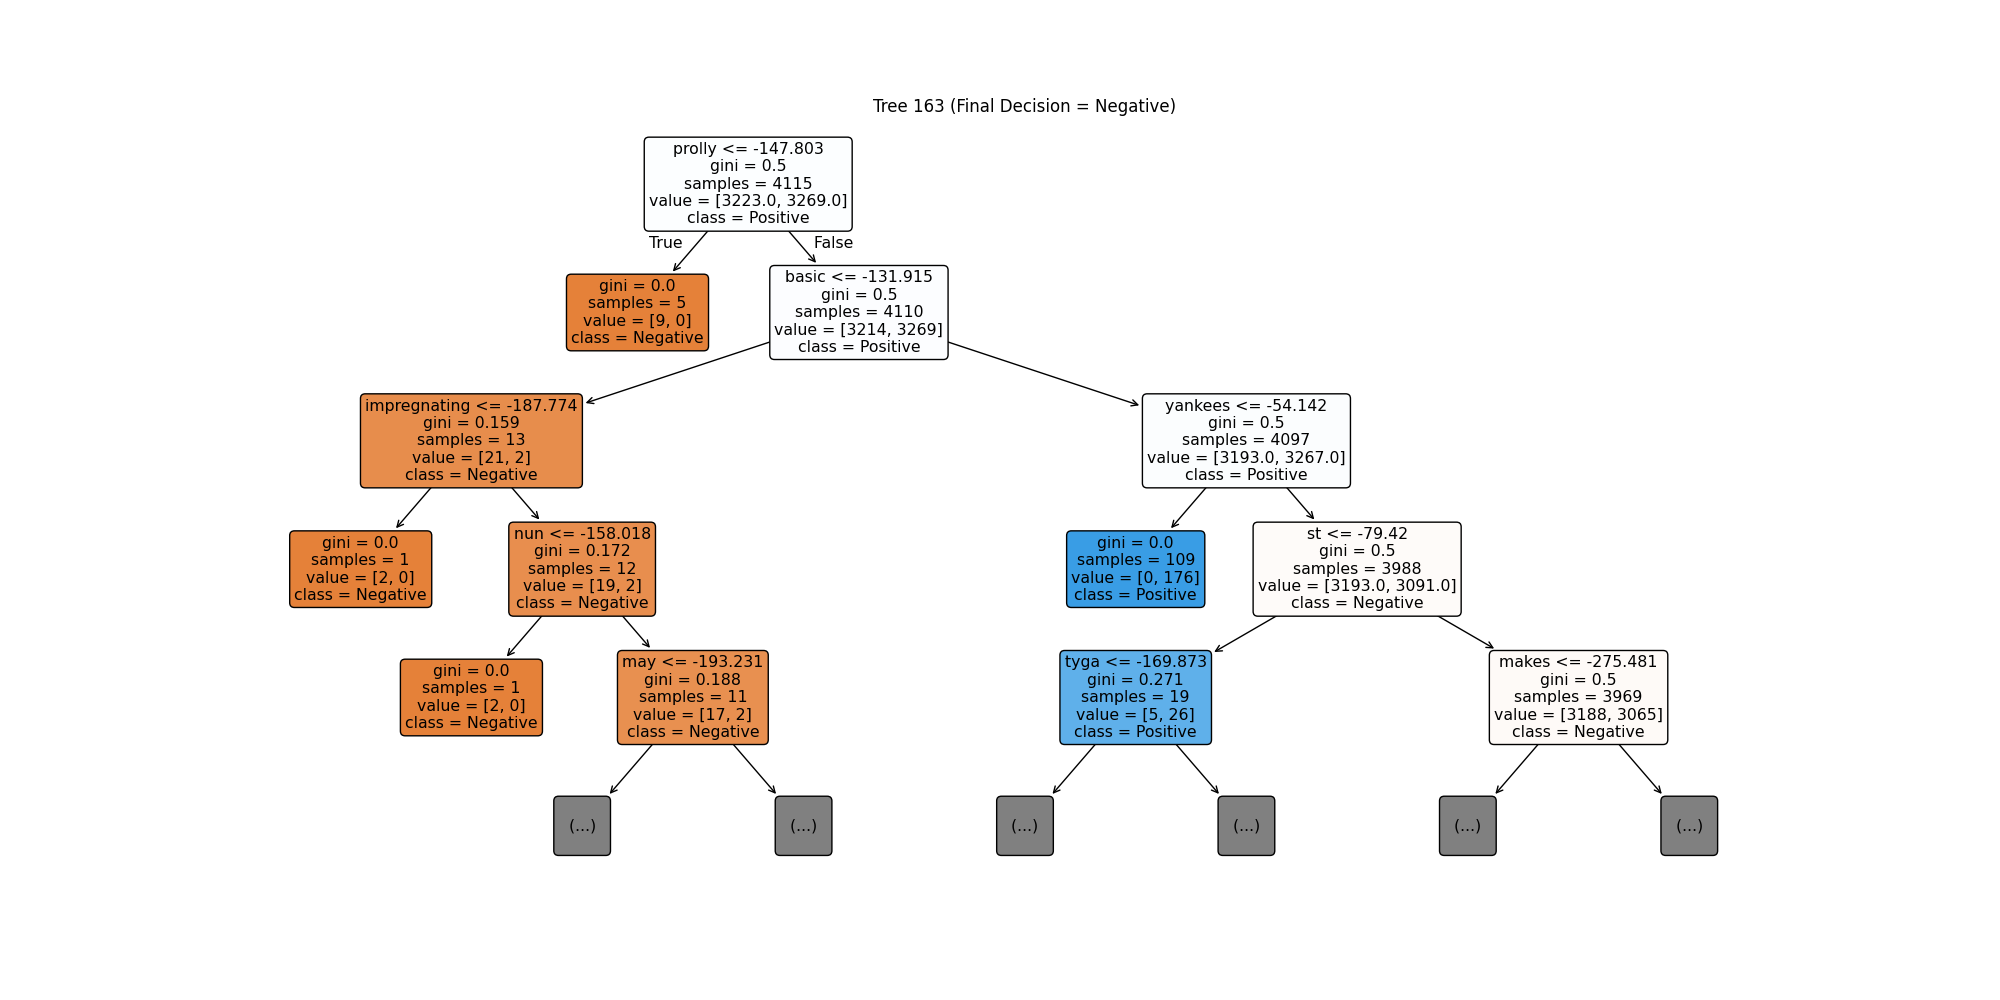 Tree 163 (Final Decision = Negative)
prolly <= -147.803
gini = 0.5
samples = 4115
value = [3223.0, 3269.0]
class = Positive
True
False
gini = 0.0
samples = 5
value = [9, 0]
class = Negative
basic <= -131.915
gini = 0.5
samples = 4110
value = [3214, 3269]
class = Positive
impregnating <= -187.774
gini = 0.159
samples = 13
value = [21, 2]
class = Negative
yankees <= -54.142
gini = 0.5
samples = 4097
value = [3193.0, 3267.0]
class = Positive
gini = 0.0
samples = 1
value = [2, 0]
class = Negative
nun <= -158.018
gini = 0.172
samples = 12
value = [19, 2]
class = Negative
gini = 0.0
samples = 109
value = [0, 176]
class = Positive
st <= -79.42
gini = 0.5
samples = 3988
value = [3193.0, 3091.0]
class = Negative
gini = 0.0
samples = 1
value = [2, 0]
class = Negative
may <= -193.231
gini = 0.188
samples = 11
value = [17, 2]
class = Negative
tyga <= -169.873
gini = 0.271
samples = 19
value = [5, 26]
class = Positive
makes <= -275.481
gini = 0.5
samples = 3969
value = [3188, 3065]
class = Negative
(...)
(...)
(...)
(...)
(...)
(...)